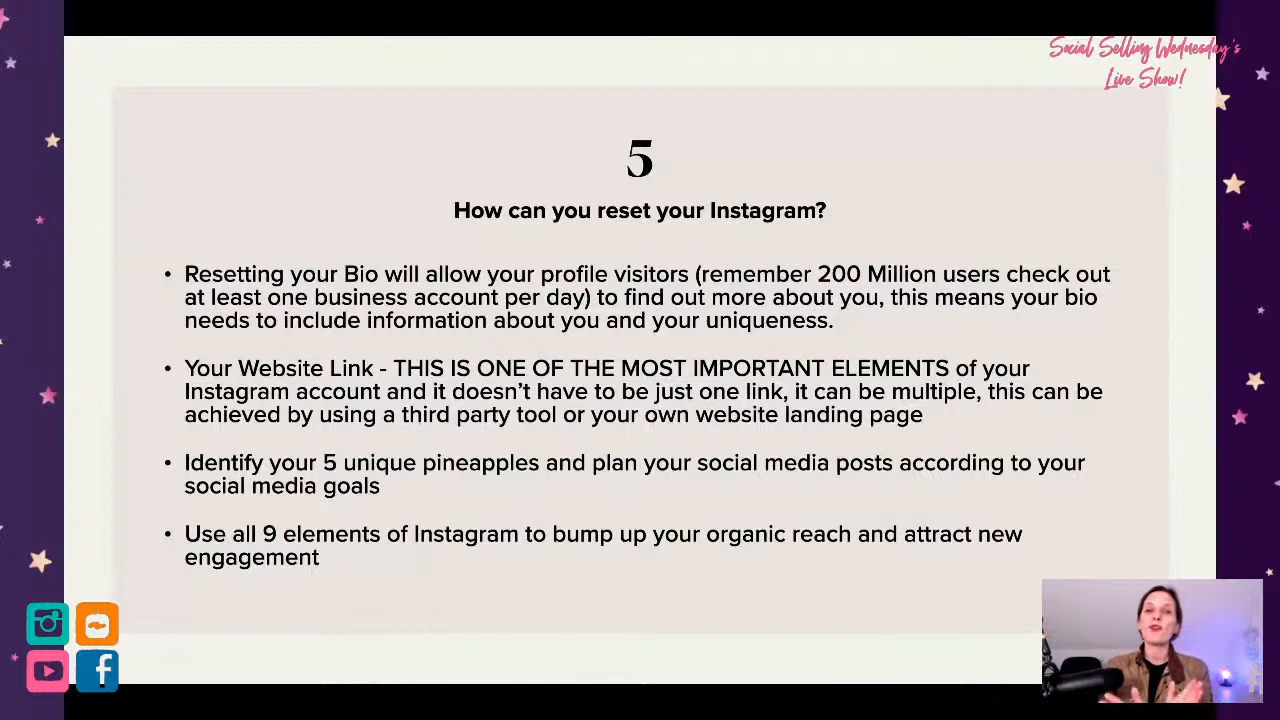 Social Selling Wednesday's
Live Show!
5
How can you reset your Instagram?
• Resetting your Bio will allow your profile visitors (remember 200 Million users check out
at least one business account per day) to find out more about you, this means your bio
needs to include information about you and your uniqueness.
• Your Website Link - THIS IS ONE OF THE MOST IMPORTANT ELEMENTS of your
Instagram account and it doesn't have to be just one link, it can be multiple, this can be
achieved by using a third party tool or your own website landing page
• Identify your 5 unique pineapples and plan your social media posts according to your
social media goals
• Use all 9 elements of Instagram to bump up your organic reach and attract new
engagement